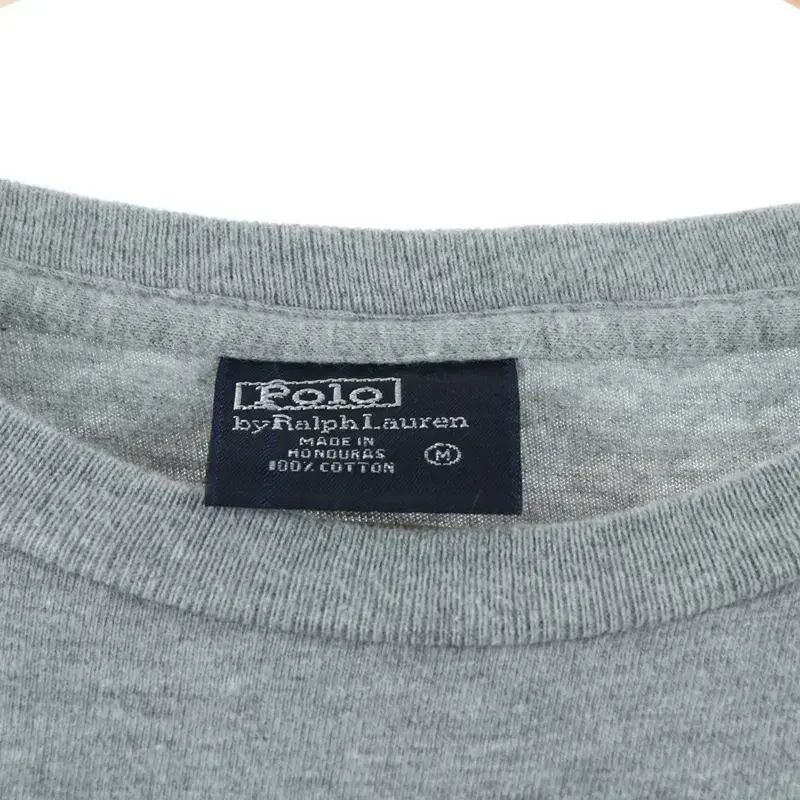 Polo
by Ralph Lauren
MADE IN
HONDURAS
100% COTTON
M